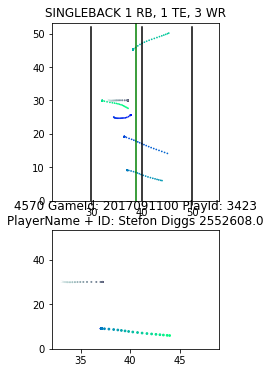 SINGLEBACK 1 RB, 1 TE, 3 WR
50
40
30
20
10
0
30 40 50
4570 GameId: 2017091100 PlayId: 3423
PlayerName + ID: Stefon Diggs 2552608.0
40
20
0
35 40 45